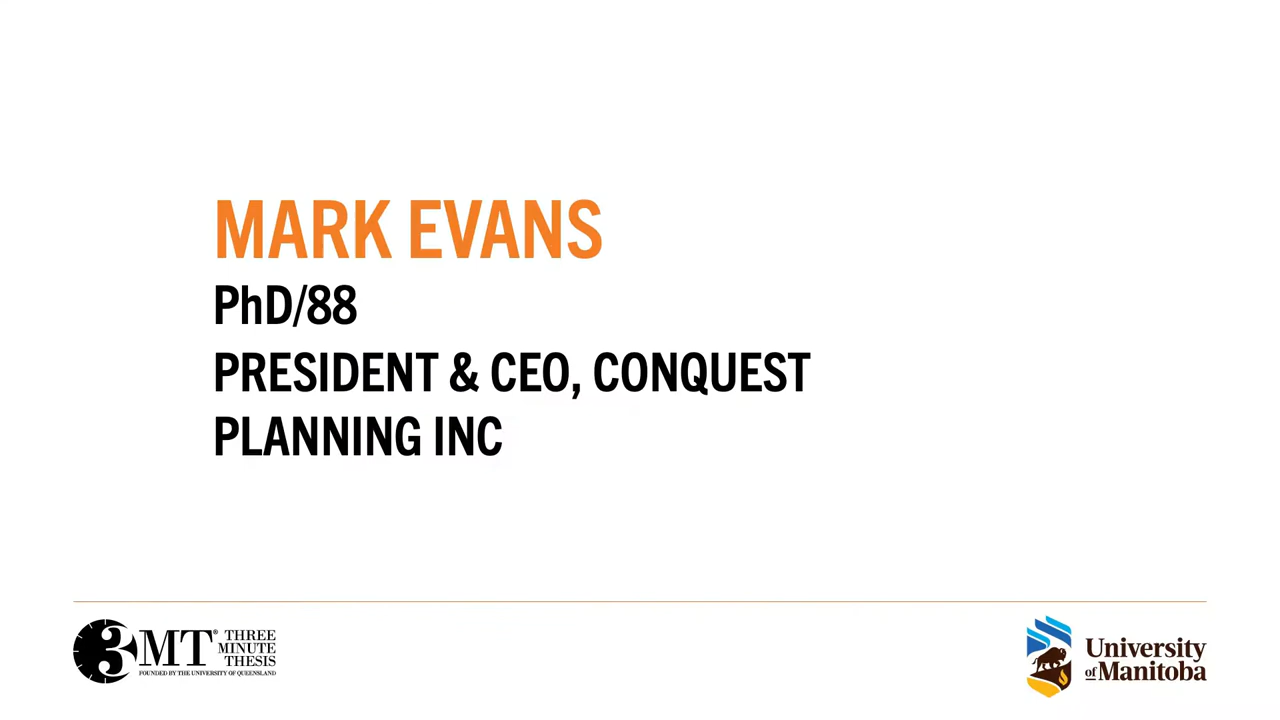 MARK EVANS
PhD/88
PRESIDENT & CEO, CONQUEST
PLANNING INC
3MT® THREE
MINUTE
THESIS
FOUNDED BY THE UNIVERSITY OF QUEENSLAND
University
of Manitoba